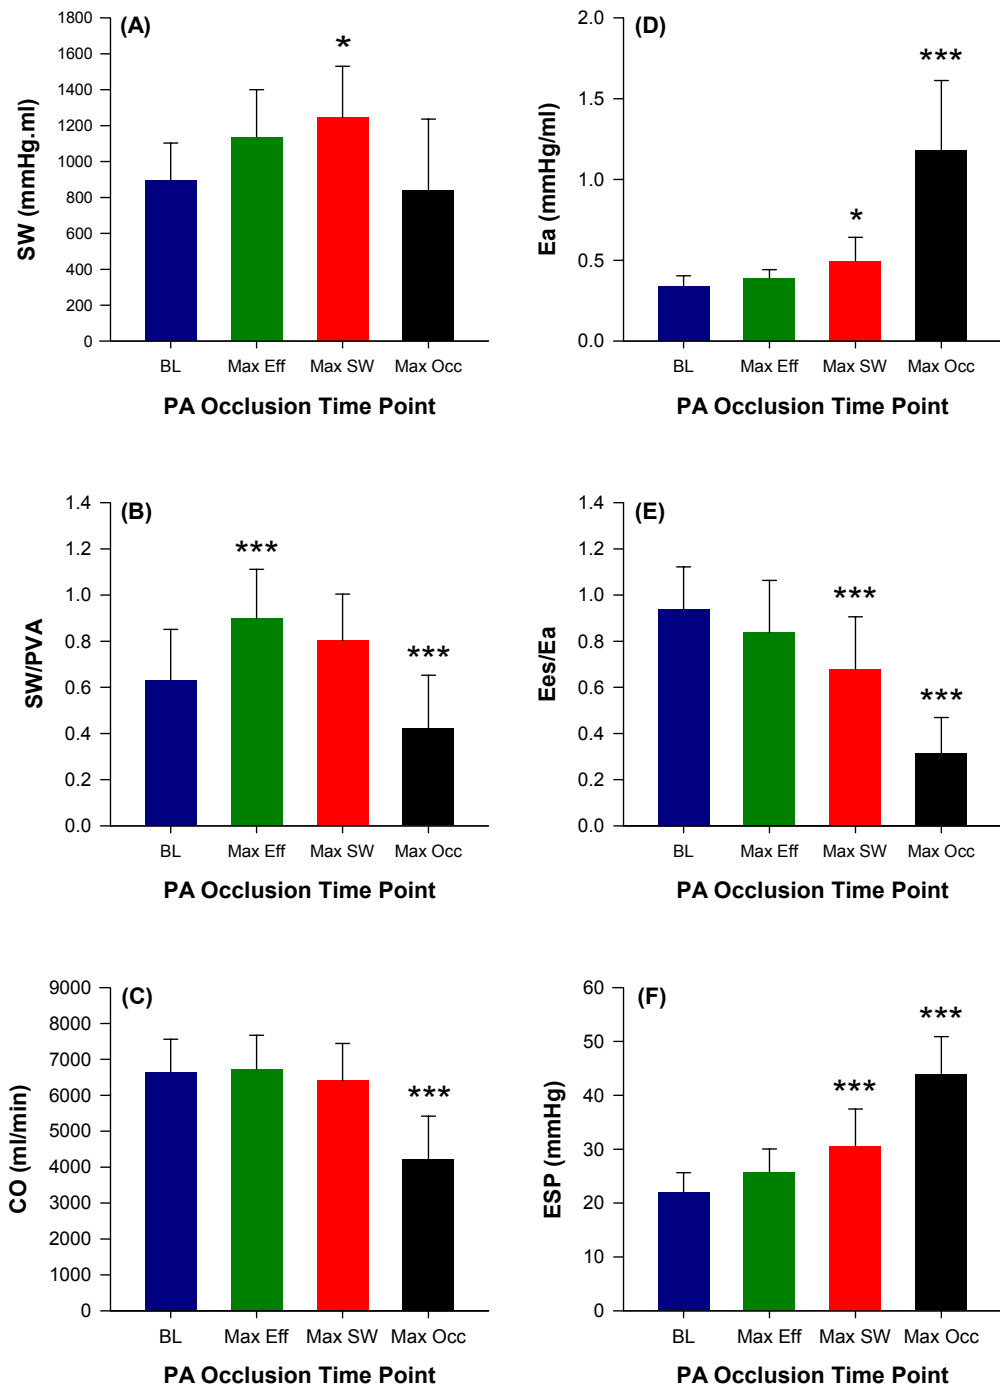 (A)
SW (mmHg.ml)
1800
1600
1400
1200
1000
800
600
400
200
0
*
BL Max Eff Max SW Max Occ
PA Occlusion Time Point
(D)
Ea (mmHg/ml)
2.0
1.5
1.0
0.5
0.0
*
***
BL Max Eff Max SW Max Occ
PA Occlusion Time Point
(B)
SW/PVA
1.4
1.2
1.0
0.8
0.6
0.4
0.2
0.0
***
***
BL Max Eff Max SW Max Occ
PA Occlusion Time Point
(E)
Ees/Ea
1.4
1.2
1.0
0.8
0.6
0.4
0.2
0.0
***
***
BL Max Eff Max SW Max Occ
PA Occlusion Time Point
(C)
CO (ml/min)
9000
8000
7000
6000
5000
4000
3000
2000
1000
0
***
BL Max Eff Max SW Max Occ
PA Occlusion Time Point
(F)
ESP (mmHg)
60
50
40
30
20
10
0
***
***
BL Max Eff Max SW Max Occ
PA Occlusion Time Point